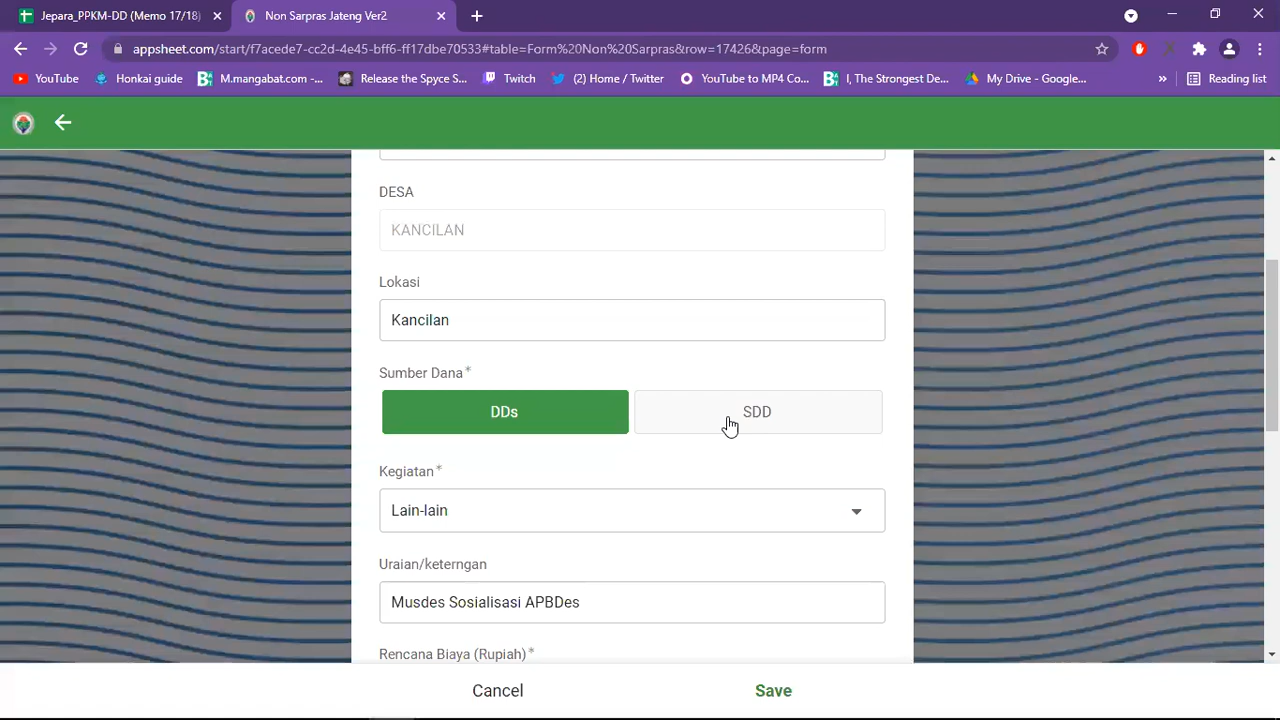 Jepara_PPKM-DD (Memo 17/18)
Non Sarpras Jateng Ver2
appsheet.com/start/f7acede7-cc2d-4e45-bff6-ff17dbe70533#table=Form%20Non%20Sarpras&row=17426&page=form
YouTube
Honkai guide
M.mangabat.com -...
Release the Spyce S...
Twitch
(2) Home / Twitter
YouTube to MP4 Co...
I, The Strongest De...
My Drive - Google...
»
Reading list
DESA
KANCILAN
Lokasi
Kancilan
Sumber Dana*
DDs
SDD
Kegiatan*
Lain-lain
Uraian/keterngan
Musdes Sosialisasi APBDes
Rencana Biaya (Rupiah)*
Cancel
Save